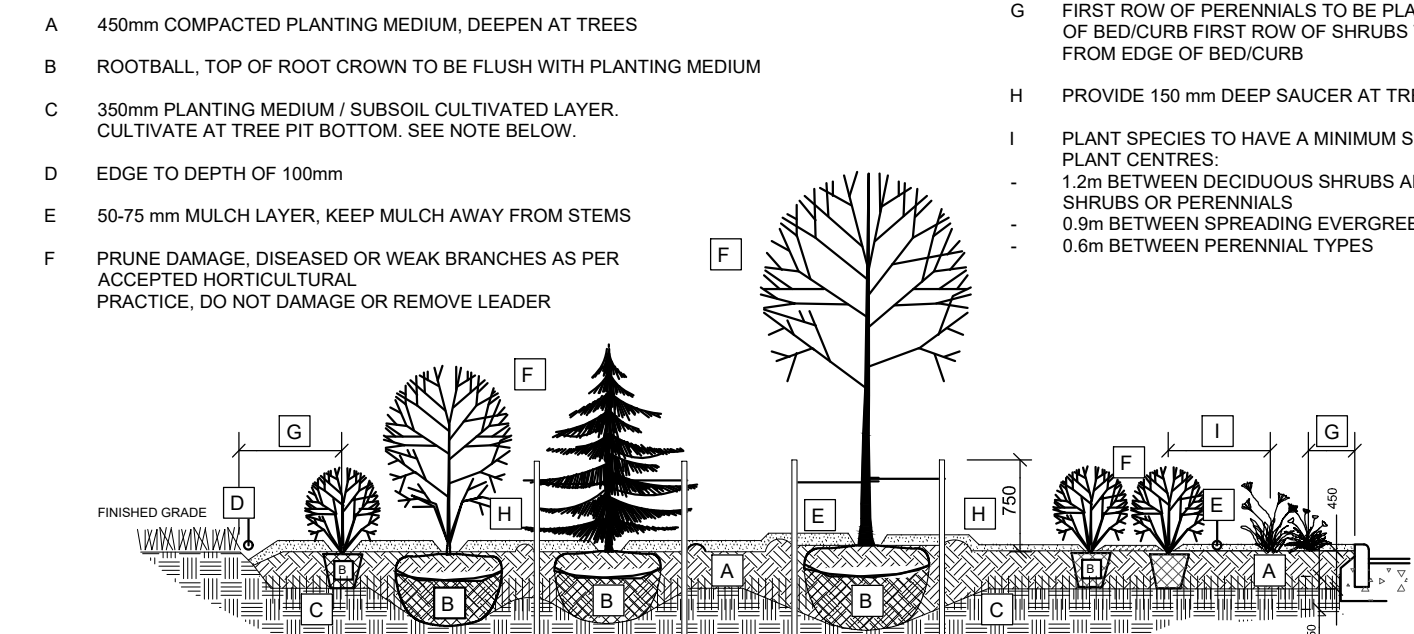 A 450mm COMPACTED PLANTING MEDIUM, DEEPEN AT TREES
B ROOTBALL, TOP OF ROOT CROWN TO BE FLUSH WITH PLANTING MEDIUM
C 350mm PLANTING MEDIUM / SUBSOIL CULTIVATED LAYER.
CULTIVATE AT TREE PIT BOTTOM. SEE NOTE BELOW.
D EDGE TO DEPTH OF 100mm
E 50-75 mm MULCH LAYER, KEEP MULCH AWAY FROM STEMS
F PRUNE DAMAGE, DISEASED OR WEAK BRANCHES AS PER
ACCEPTED HORTICULTURAL
PRACTICE, DO NOT DAMAGE OR REMOVE LEADER
G FIRST ROW OF PERENNIALS TO BE
OF BED/CURB FIRST ROW OF SHRUBS
FROM EDGE OF BED/CURB
H PROVIDE 150 mm DEEP SAUCER AT
I PLANT SPECIES TO HAVE A MINIMUM
PLANT CENTRES:
- 1.2m BETWEEN DECIDUOUS SHRUBS
SHRUBS OR PERENNIALS
- 0.9m BETWEEN SPREADING
- 0.6m BETWEEN PERENNIAL TYPES
F
F
G
I
G
F
D
H
E
H
750
E
450
FINISHED GRADE
B
A
B
A
C
B
B
B
C